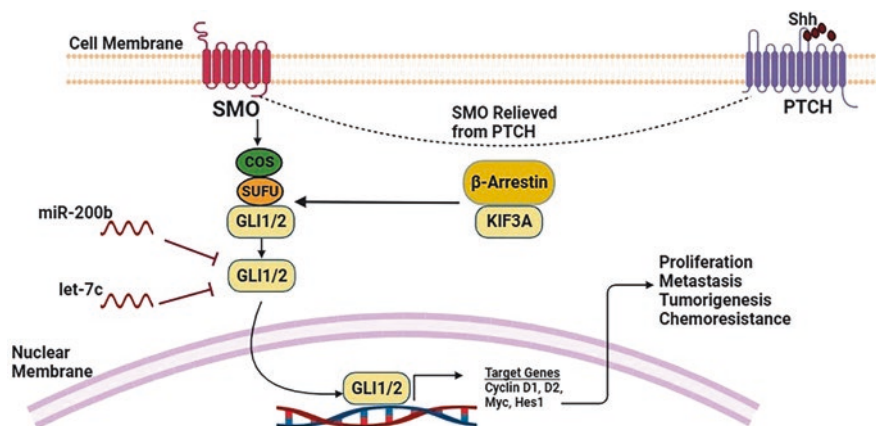 Shh
Cell Membrane
SMO
PTCH
SMO Relieved
from PTCH
COS
SUFU
GLI1/2
β-Arrestin
KIF3A
miR-200b
GLI1/2
let-7c
Proliferation
Metastasis
Tumorigenesis
Chemoresistance
Nuclear
Membrane
GLI1/2
Target Genes
Cyclin D1, D2,
Myc, Hes1